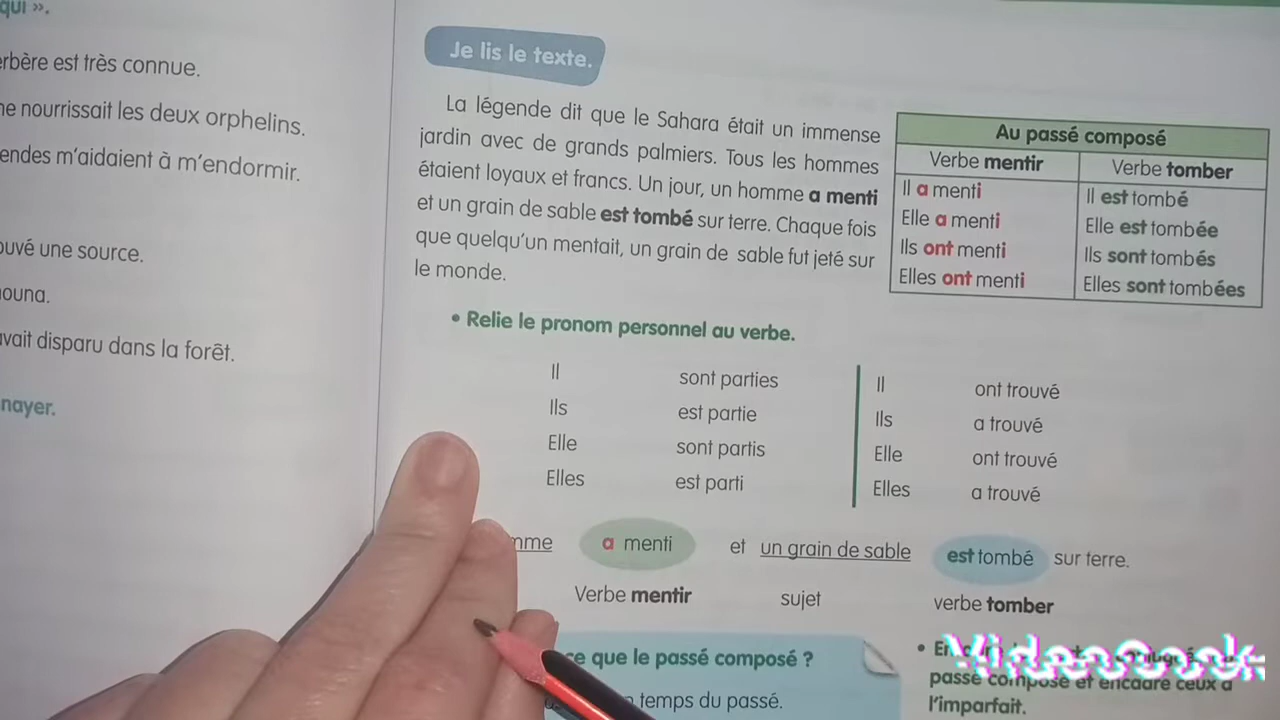 qui ».
rbère est très connue.
ne nourrissait les deux orphelins.
endes m'aidaient à m'endormir.
ouvé une source.
ouna.
vait disparu dans la forêt.
nayer.
Je lis le texte.
La légende dit que le Sahara était un immense
jardin avec de grands palmiers. Tous les hommes
étaient loyaux et francs. Un jour, un homme a menti
et un grain de sable est tombé sur terre. Chaque fois
que quelqu'un mentait, un grain de sable fut jeté sur
le monde.
Au passé composé
Verbe mentir Verbe tomber
Il a menti Il est tombé
Elle a menti Elle est tombée
Ils ont menti Ils sont tombés
Elles ont menti Elles sont tombées
• Relie le pronom personnel au verbe.
Il sont parties Il ont trouvé
Ils est partie Ils a trouvé
Elle sont partis Elle ont trouvé
Elles est parti Elles a trouvé
mme a menti et un grain de sable est tombé sur terre.
Verbe mentir sujet verbe tomber
ce que le passé composé ?
temps du passé.
passé composé et encadre ceux à
l'imparfait.
VideoShow